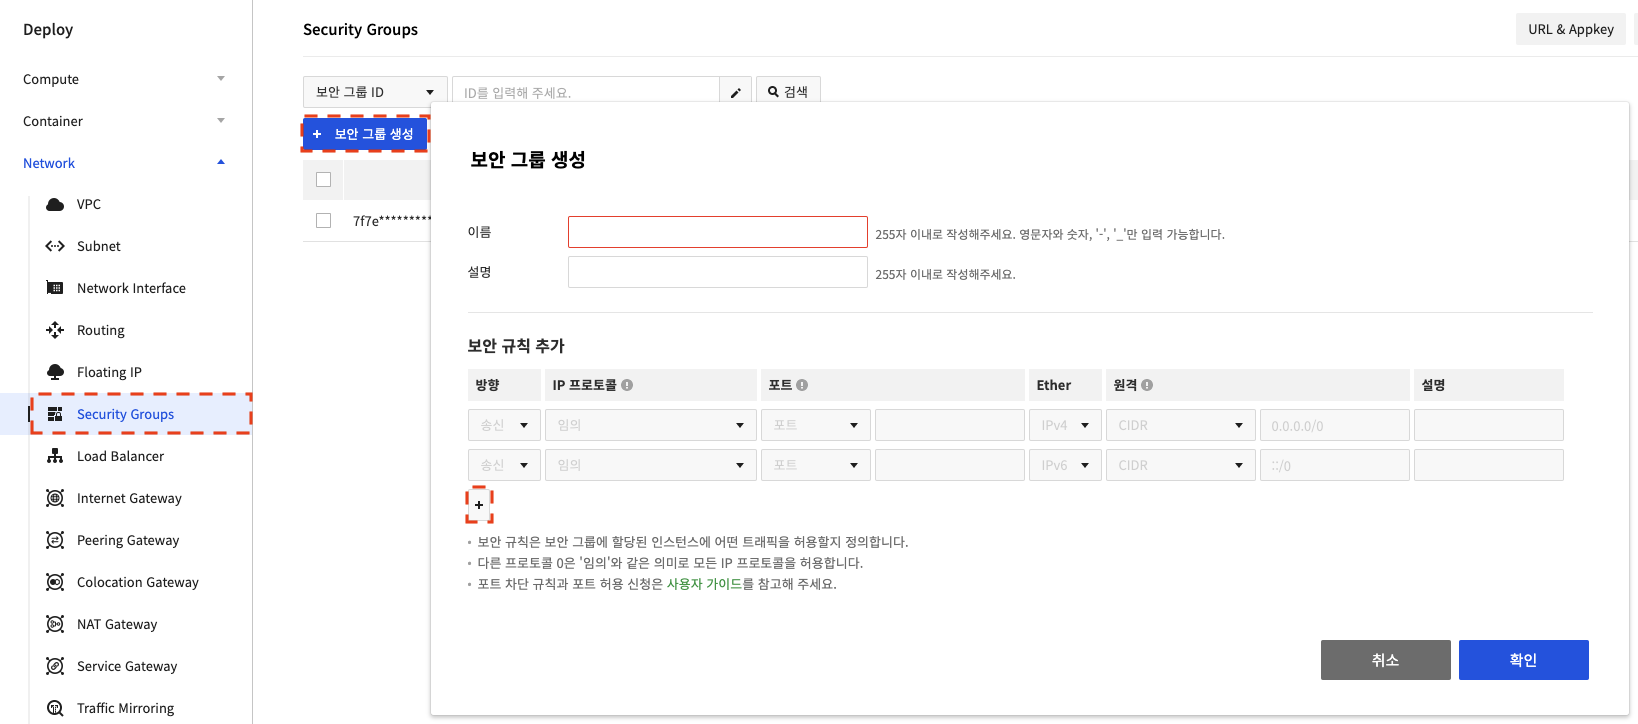 Deploy
Compute
Container
Network
VPC
Subnet
Network Interface
Routing
Floating IP
Security Groups
Load Balancer
Internet Gateway
Peering Gateway
Colocation Gateway
NAT Gateway
Service Gateway
Traffic Mirroring
Security Groups
URL & Appkey
보안 그룹 ID
ID를 입력해 주세요.
검색
+ 보안 그룹 생성
7f7e*********
보안 그룹 생성
이름
255자 이내로 작성해주세요. 영문자와 숫자, '-', '_'만 입력 가능합니다.
설명
255자 이내로 작성해주세요.
보안 규칙 추가
방향 IP 프로토콜 포트 Ether 원격 설명
송신 임의 포트 IPv4 CIDR 0.0.0.0/0
송신 임의 포트 IPv6 CIDR ::/0
+
• 보안 규칙은 보안 그룹에 할당된 인스턴스에 어떤 트래픽을 허용할지 정의합니다.
• 다른 프로토콜 0은 '임의'와 같은 의미로 모든 IP 프로토콜을 허용합니다.
• 포트 차단 규칙과 포트 허용 신청은 사용자 가이드를 참고해 주세요.
취소 확인